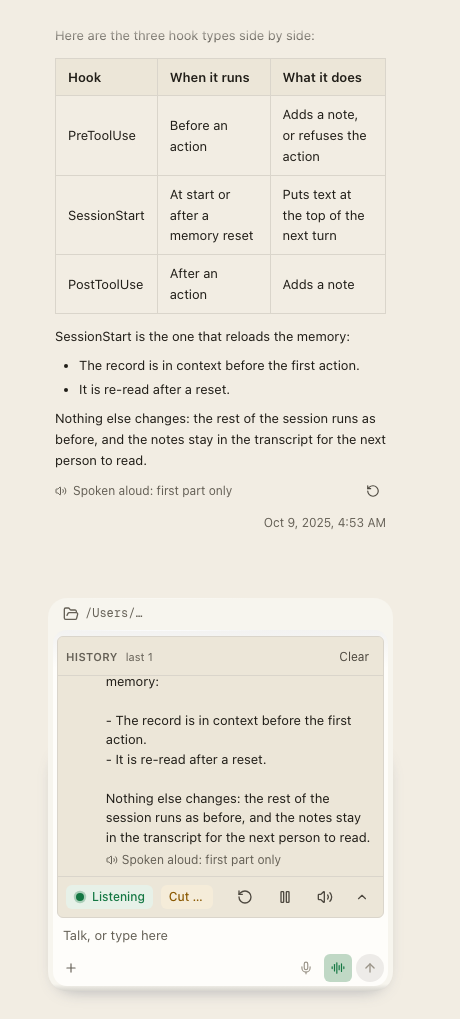 Here are the three hook types side by side:
Hook When it runs What it does
PreToolUse
Before an
action
Adds a note,
or refuses the
action
SessionStart
At start or
after a
memory reset
Puts text at
the top of the
next turn
PostToolUse
After an
action
Adds a note
SessionStart is the one that reloads the memory:
• The record is in context before the first action.
• It is re-read after a reset.
Nothing else changes: the rest of the session runs as
before, and the notes stay in the transcript for the next
person to read.
Spoken aloud: first part only
Oct 9, 2025, 4:53 AM
/Users/…
HISTORY last 1 Clear
memory:
- The record is in context before the first
action.
- It is re-read after a reset.
Nothing else changes: the rest of the
session runs as before, and the notes stay
in the transcript for the next person to read.
Spoken aloud: first part only
Listening Cut ...
Talk, or type here